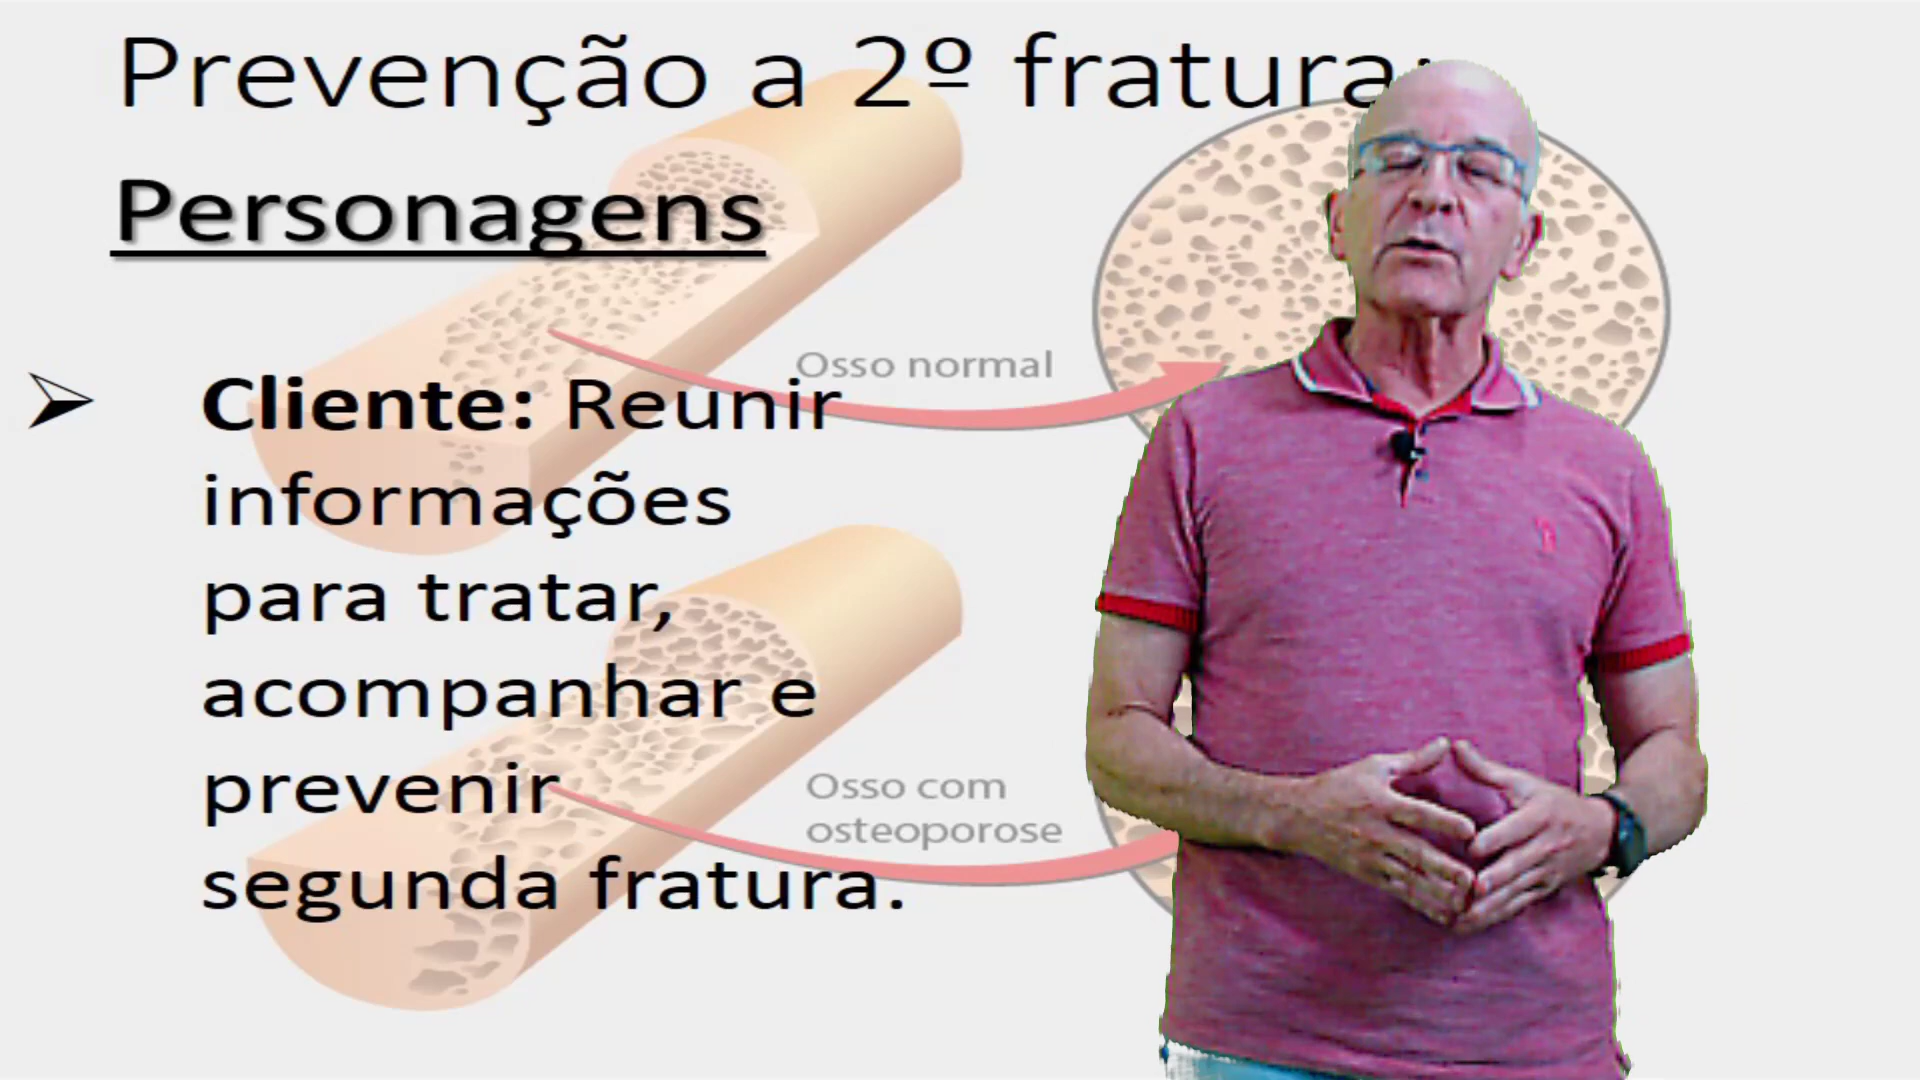 Prevenção a 2º fratura:
Personagens
Osso normal
Cliente: Reunir
informações
para tratar,
acompanhar e
prevenir
segunda fratura.
Osso com
osteoporose